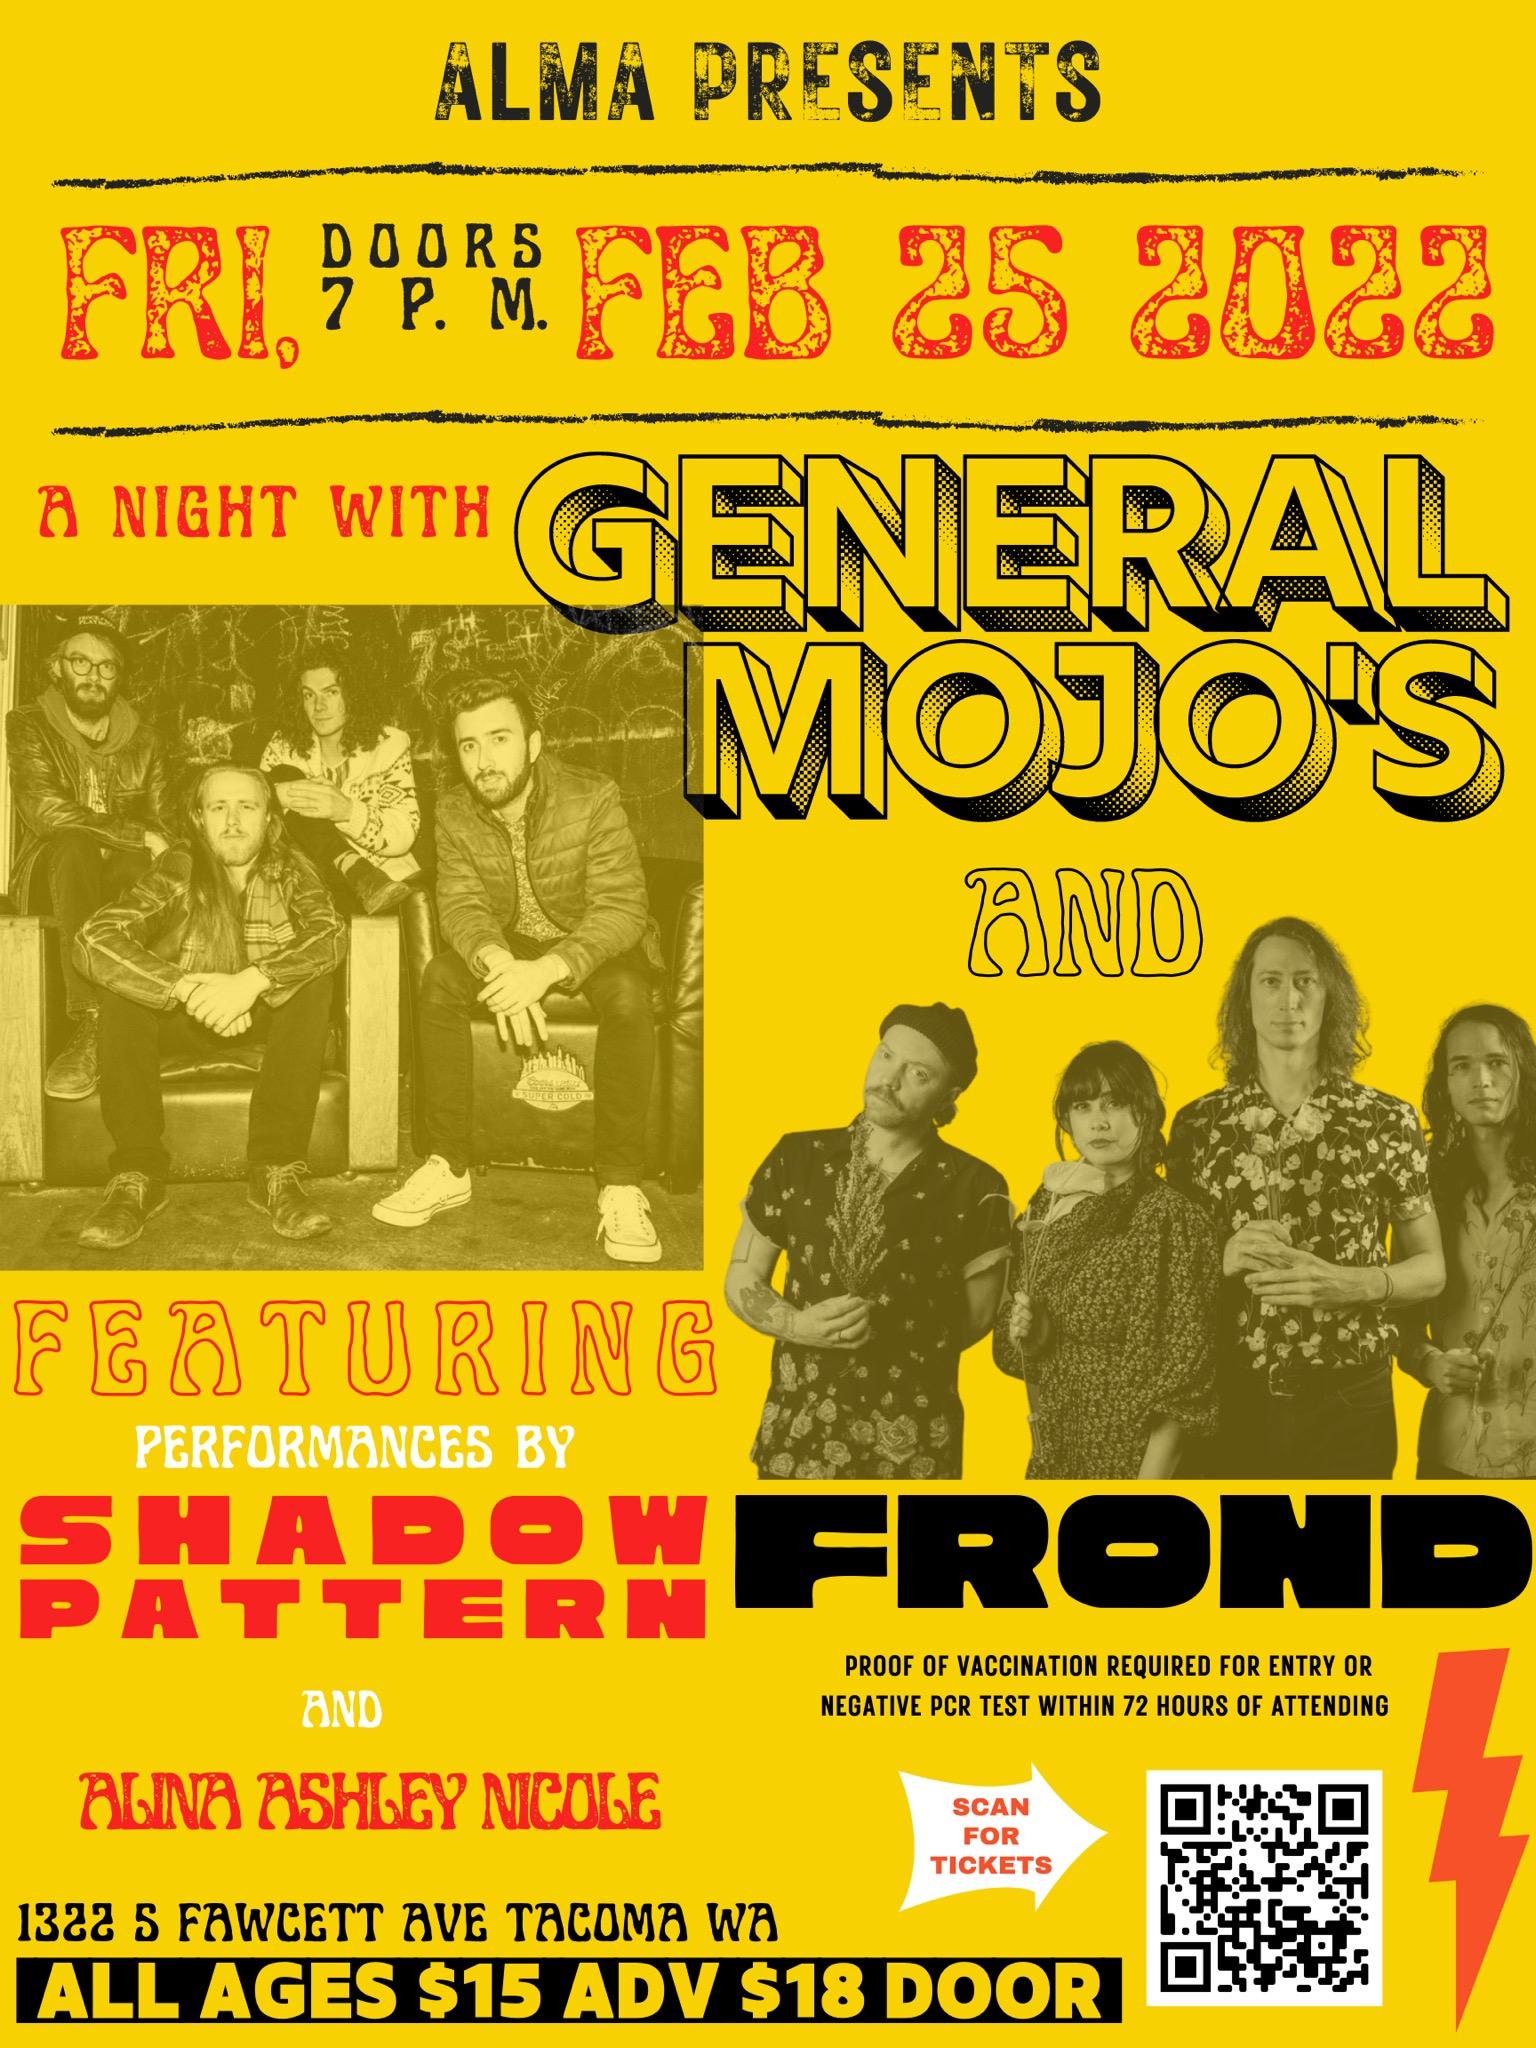 ALMA PRESENTS
FRI,
DOORS
7 P. M.
FEB 25 2022
A NIGHT WITH
GENERAL
MOJO'S
AND
SUPER COLD
FEATURING
PERFORMANCES BY
SHADOW
PATTERN
FROND
AND
ALINA ASHLEY NICOLE
PROOF OF VACCINATION REQUIRED FOR ENTRY OR
NEGATIVE PCR TEST WITHIN 72 HOURS OF ATTENDING
SCAN
FOR
TICKETS
1322 S FAWCETT AVE TACOMA WA
ALL AGES $15 ADV $18 DOOR